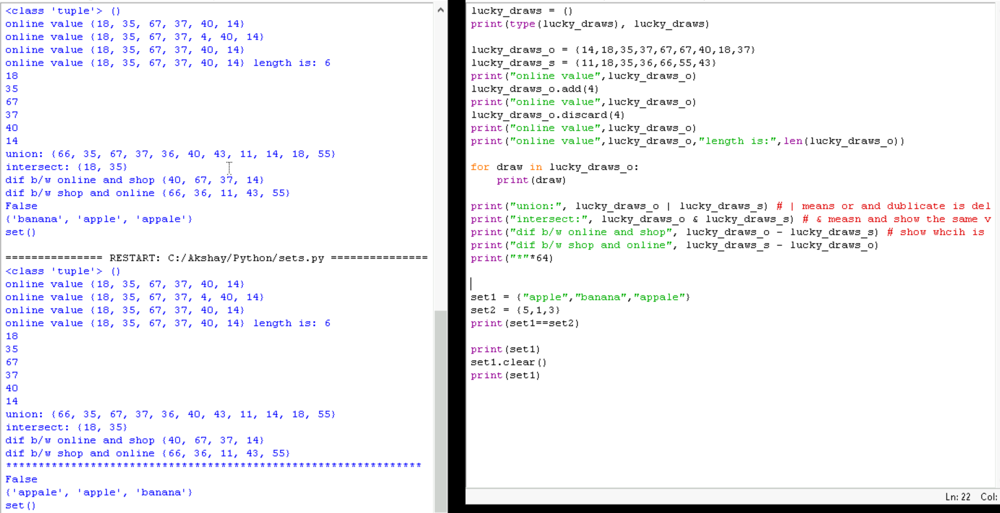 <class 'tuple'> ()
online value {18, 35, 67, 37, 40, 14}
online value {18, 35, 67, 37, 4, 40, 14}
online value {18, 35, 67, 37, 40, 14}
online value {18, 35, 67, 37, 40, 14} length is: 6
18
35
67
37
40
14
union: {66, 35, 67, 37, 36, 40, 43, 11, 14, 18, 55}
intersect: {18, 35}
dif b/w online and shop {40, 67, 37, 14}
dif b/w shop and online {66, 36, 11, 43, 55}
False
{'banana', 'apple', 'appale'}
set()
=============== RESTART: C:/Akshay/Python/sets.py ===============
<class 'tuple'> ()
online value {18, 35, 67, 37, 40, 14}
online value {18, 35, 67, 37, 4, 40, 14}
online value {18, 35, 67, 37, 40, 14}
online value {18, 35, 67, 37, 40, 14} length is: 6
18
35
67
37
40
14
union: {66, 35, 67, 37, 36, 40, 43, 11, 14, 18, 55}
intersect: {18, 35}
dif b/w online and shop {40, 67, 37, 14}
dif b/w shop and online {66, 36, 11, 43, 55}
****************************************************************
False
{'appale', 'apple', 'banana'}
set()
lucky_draws = ()
print(type(lucky_draws), lucky_draws)
lucky_draws_o = {14,18,35,37,67,67,40,18,37}
lucky_draws_s = {11,18,35,36,66,55,43}
print("online value",lucky_draws_o)
lucky_draws_o.add(4)
print("online value",lucky_draws_o)
lucky_draws_o.discard(4)
print("online value",lucky_draws_o)
print("online value",lucky_draws_o,"length is:",len(lucky_draws_o))
for draw in lucky_draws_o:
    print(draw)
print("union:", lucky_draws_o | lucky_draws_s) # | means or and dublicate is del
print("intersect:", lucky_draws_o & lucky_draws_s) # & measn and show the same v
print("dif b/w online and shop", lucky_draws_o - lucky_draws_s) # show whcih is
print("dif b/w shop and online", lucky_draws_s - lucky_draws_o)
print("*"*64)
set1 = {"apple","banana","appale"}
set2 = {5,1,3}
print(set1==set2)
print(set1)
set1.clear()
print(set1)
Ln: 22 Col: